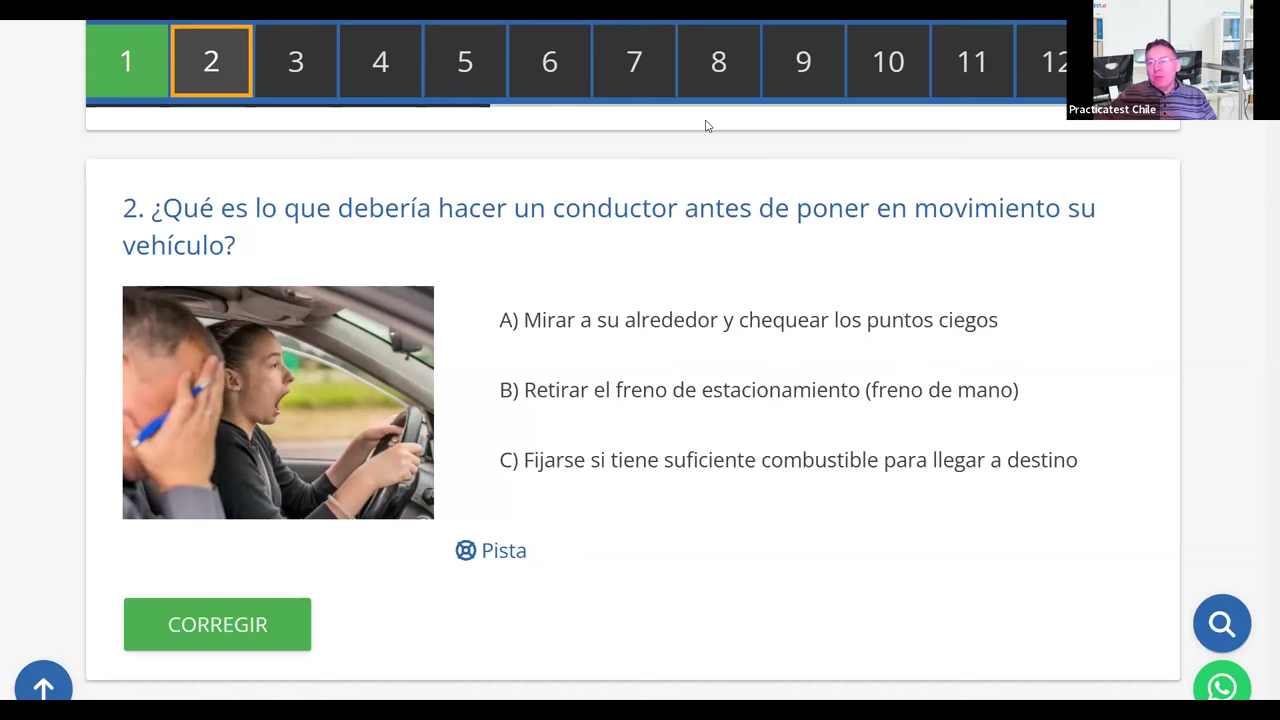 1 2 3 4 5 6 7 8 9 10 11 12
Practicatest Chile
2. ¿Qué es lo que debería hacer un conductor antes de poner en movimiento su
vehículo?
A) Mirar a su alrededor y chequear los puntos ciegos
B) Retirar el freno de estacionamiento (freno de mano)
C) Fijarse si tiene suficiente combustible para llegar a destino
Pista
CORREGIR